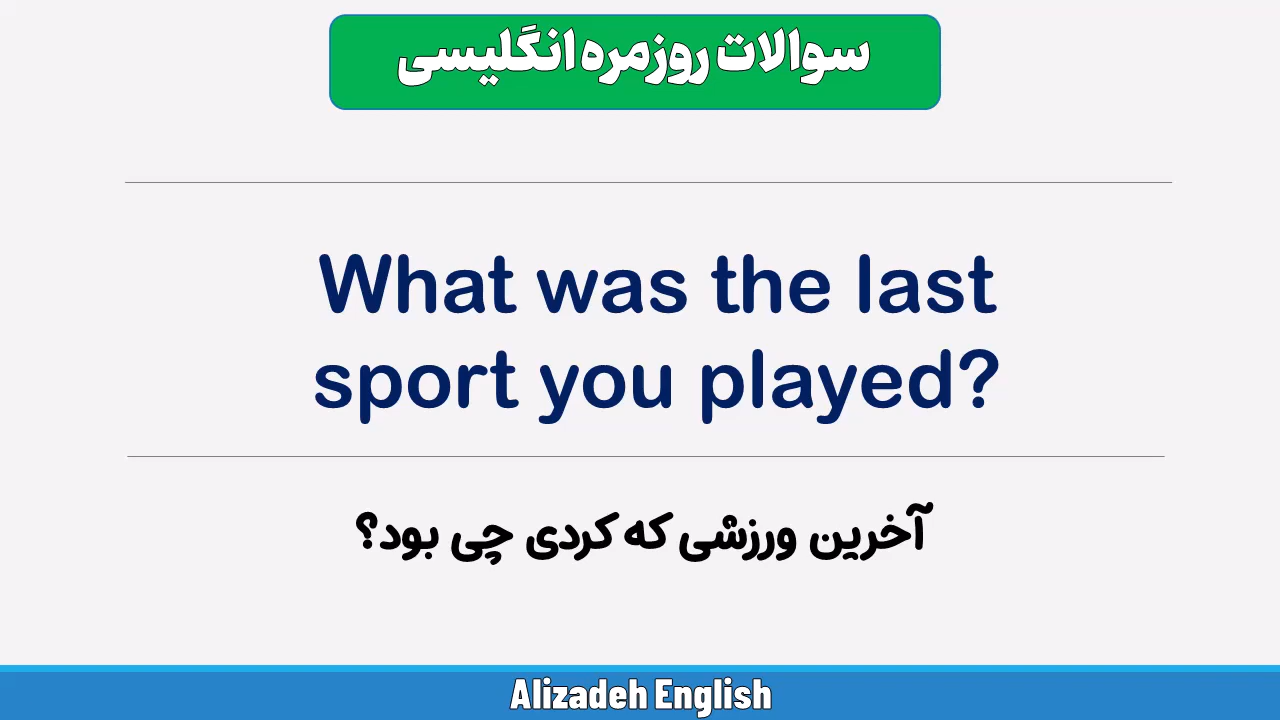 سوالات روزمره انگلیسی
What was the last
sport you played?
آخرین ورزشی که کردی چی بود؟
Alizadeh English